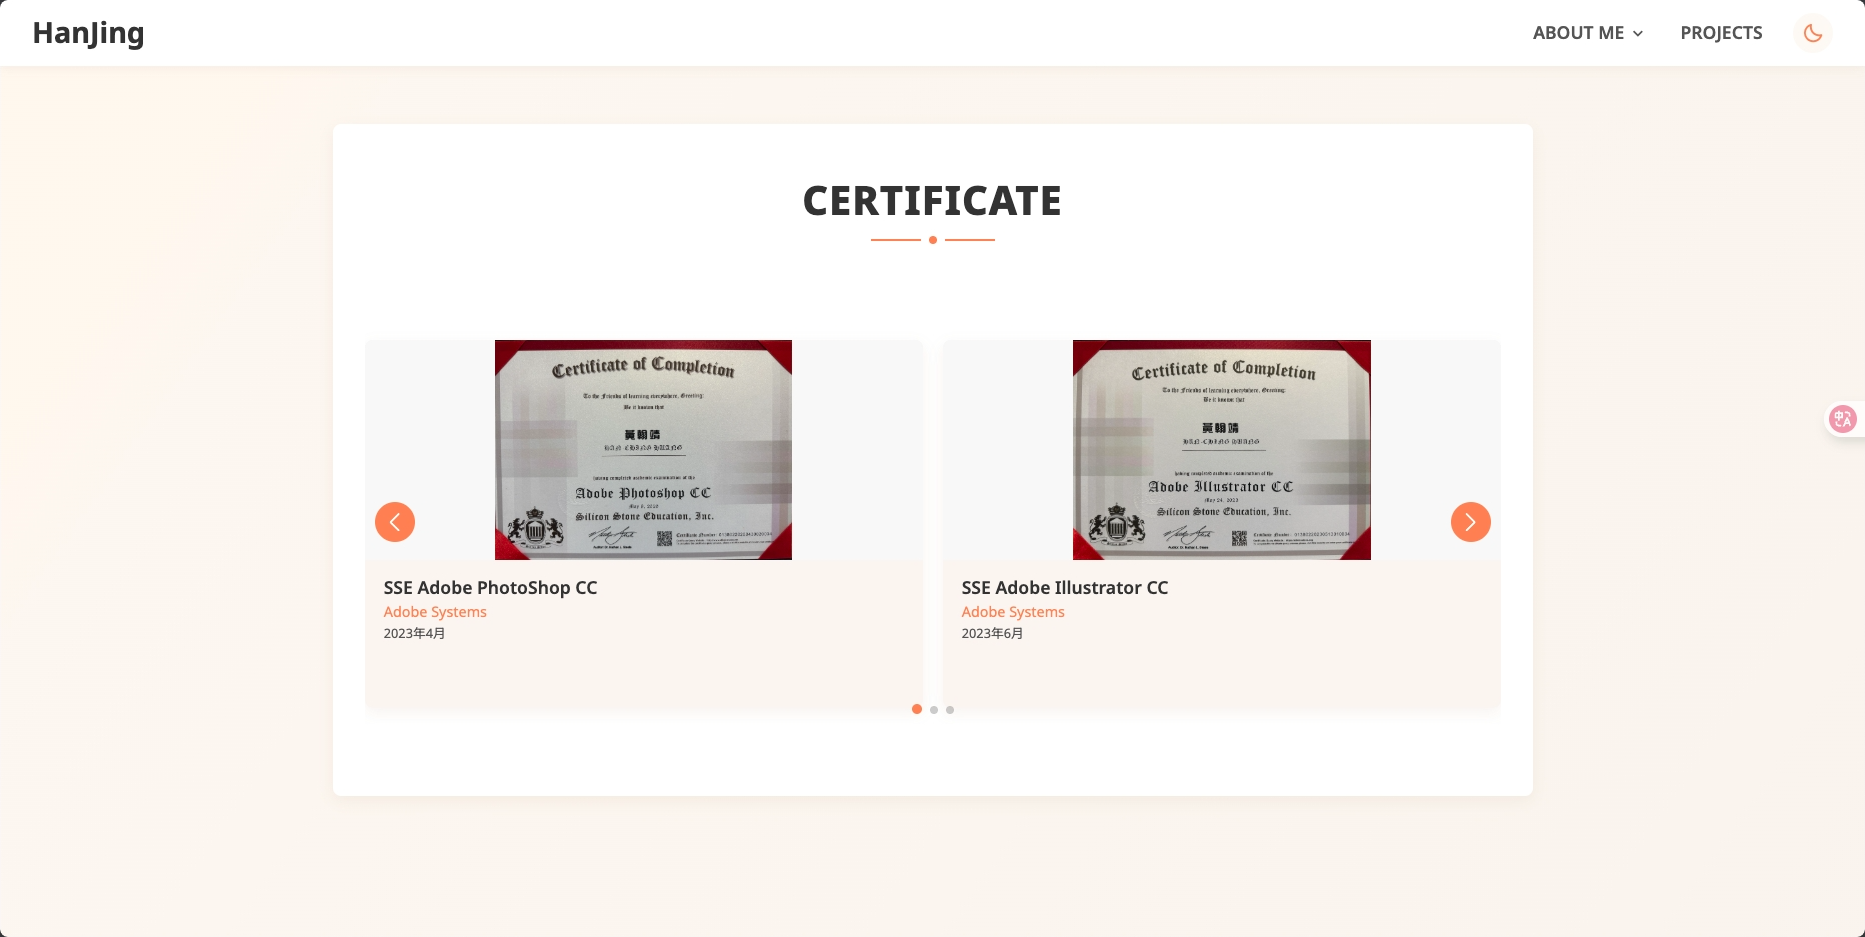 HanJing
ABOUT ME
PROJECTS
CERTIFICATE
Certificate of Completion
To the Friends of learning everywhere, Greeting:
Be it known that
黃翰靖
HAN-CHING HUANG
having completed academic examination of the
Adobe Photoshop CC
Silicon Stone Education, Inc.
SSE Adobe PhotoShop CC
Adobe Systems
2023年4月
Certificate of Completion
To the Friends of learning everywhere, Greeting:
Be it known that
黃翰靖
HAN-CHING HUANG
having completed academic examination of the
Adobe Illustrator CC
May 24, 2023
Silicon Stone Education, Inc.
SSE Adobe Illustrator CC
Adobe Systems
2023年6月